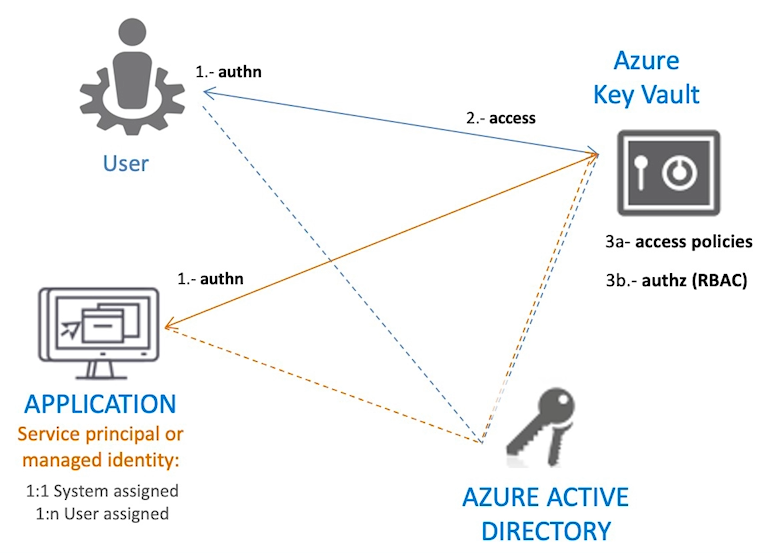 1.- authn
Azure
Key Vault
2.- access
User
3a- access policies
1.- authn
3b.- authz (RBAC)
APPLICATION
Service principal or
managed identity:
1:1 System assigned
1:n User assigned
AZURE ACTIVE
DIRECTORY